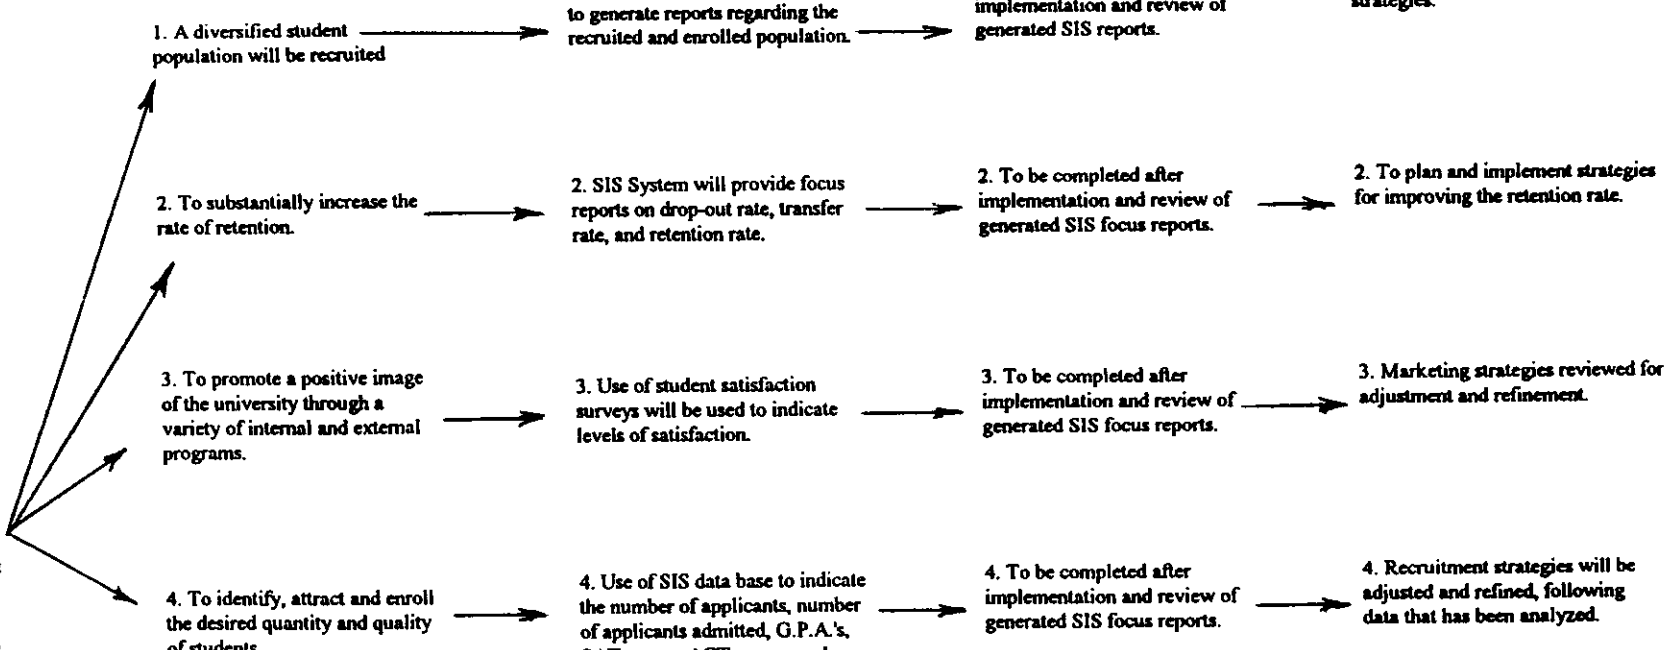 to generate reports regarding the
recruited and enrolled population.
implementation and review of
generated SIS reports.
strategies.
1. A diversified student
population will be recruited
2. To substantially increase the
rate of retention.
2. SIS System will provide focus
reports on drop-out rate, transfer
rate, and retention rate.
2. To be completed after
implementation and review of
generated SIS focus reports.
2. To plan and implement strategies
for improving the retention rate.
3. To promote a positive image
of the university through a
variety of internal and external
programs.
3. Use of student satisfaction
surveys will be used to indicate
levels of satisfaction.
3. To be completed after
implementation and review of
generated SIS focus reports.
3. Marketing strategies reviewed for
adjustment and refinement.
4. To identify, attract and enroll
the desired quantity and quality
of students
4. Use of SIS data base to indicate
the number of applicants, number
of applicants admitted, G.P.A.'s,
4. To be completed after
implementation and review of
generated SIS focus reports.
4. Recruitment strategies will be
adjusted and refined, following
data that has been analyzed.